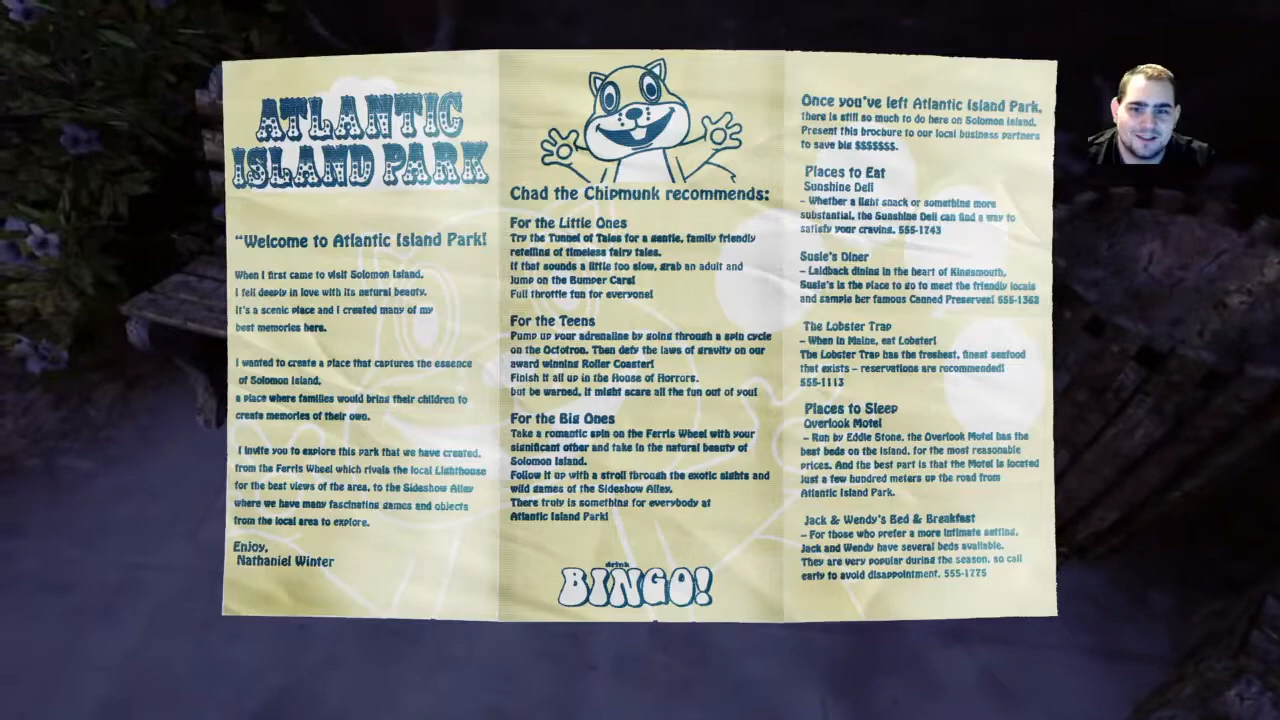 ATLANTIC
ISLAND PARK
"Welcome to Atlantic Island Park!
When I first came to visit Solomon Island,
I fell deeply in love with its natural beauty.
It's a scenic place and I created many of my
best memories here.
I wanted to create a place that captures the essence
of Solomon Island,
a place where families would bring their children to
create memories of their own.
I invite you to explore this park that we have created,
from the Ferris Wheel which rivals the local Lighthouse
for the best views of the area, to the Sideshow Alley
where we have many fascinating games and objects
from the local area to explore.
Enjoy,
Nathaniel Winter
Chad the Chipmunk recommends:
For the Little Ones
Try the Tunnel of Tales for a gentle, family friendly
retelling of timeless fairy tales.
If that sounds a little too slow, grab an adult and
jump on the Bumper Cars!
Full throttle fun for everyone!
For the Teens
Pump up your adrenaline by going through a spin cycle
on the Octotron. Then defy the laws of gravity on our
award winning Roller Coaster!
Finish it all up in the House of Horrors.
but be warned, it might scare all the fun out of you!
For the Big Ones
Take a romantic spin on the Ferris Wheel with your
significant other and take in the natural beauty of
Solomon Island.
Follow it up with a stroll through the exotic sights and
wild games of the Sideshow Alley.
There truly is something for everybody at
Atlantic Island Park!
drink
BINGO!
Once you've left Atlantic Island Park,
there is still so much to do here on Solomon Island.
Present this brochure to our local business partners
to save big $$$$$$$.
Places to Eat
Sunshine Deli
- Whether a light snack or something more
substantial, the Sunshine Deli can find a way to
satisfy your craving. 555-1743
Susie's Diner
- Laidback dining in the heart of Kingsmouth,
Susie's is the place to go to meet the friendly locals
and sample her famous Canned Preserves! 555-1362
The Lobster Trap
- When in Maine, eat Lobster!
The Lobster Trap has the freshest, finest seafood
that exists - reservations are recommended!
555-1113
Places to Sleep
Overlook Motel
- Run by Eddie Stone, the Overlook Motel has the
best beds on the island, for the most reasonable
prices. And the best part is that the Motel is located
just a few hundred meters up the road from
Atlantic Island Park.
Jack & Wendy's Bed & Breakfast
- For those who prefer a more intimate setting,
Jack and Wendy have several beds available.
They are very popular during the season, so call
early to avoid disappointment. 555-1775